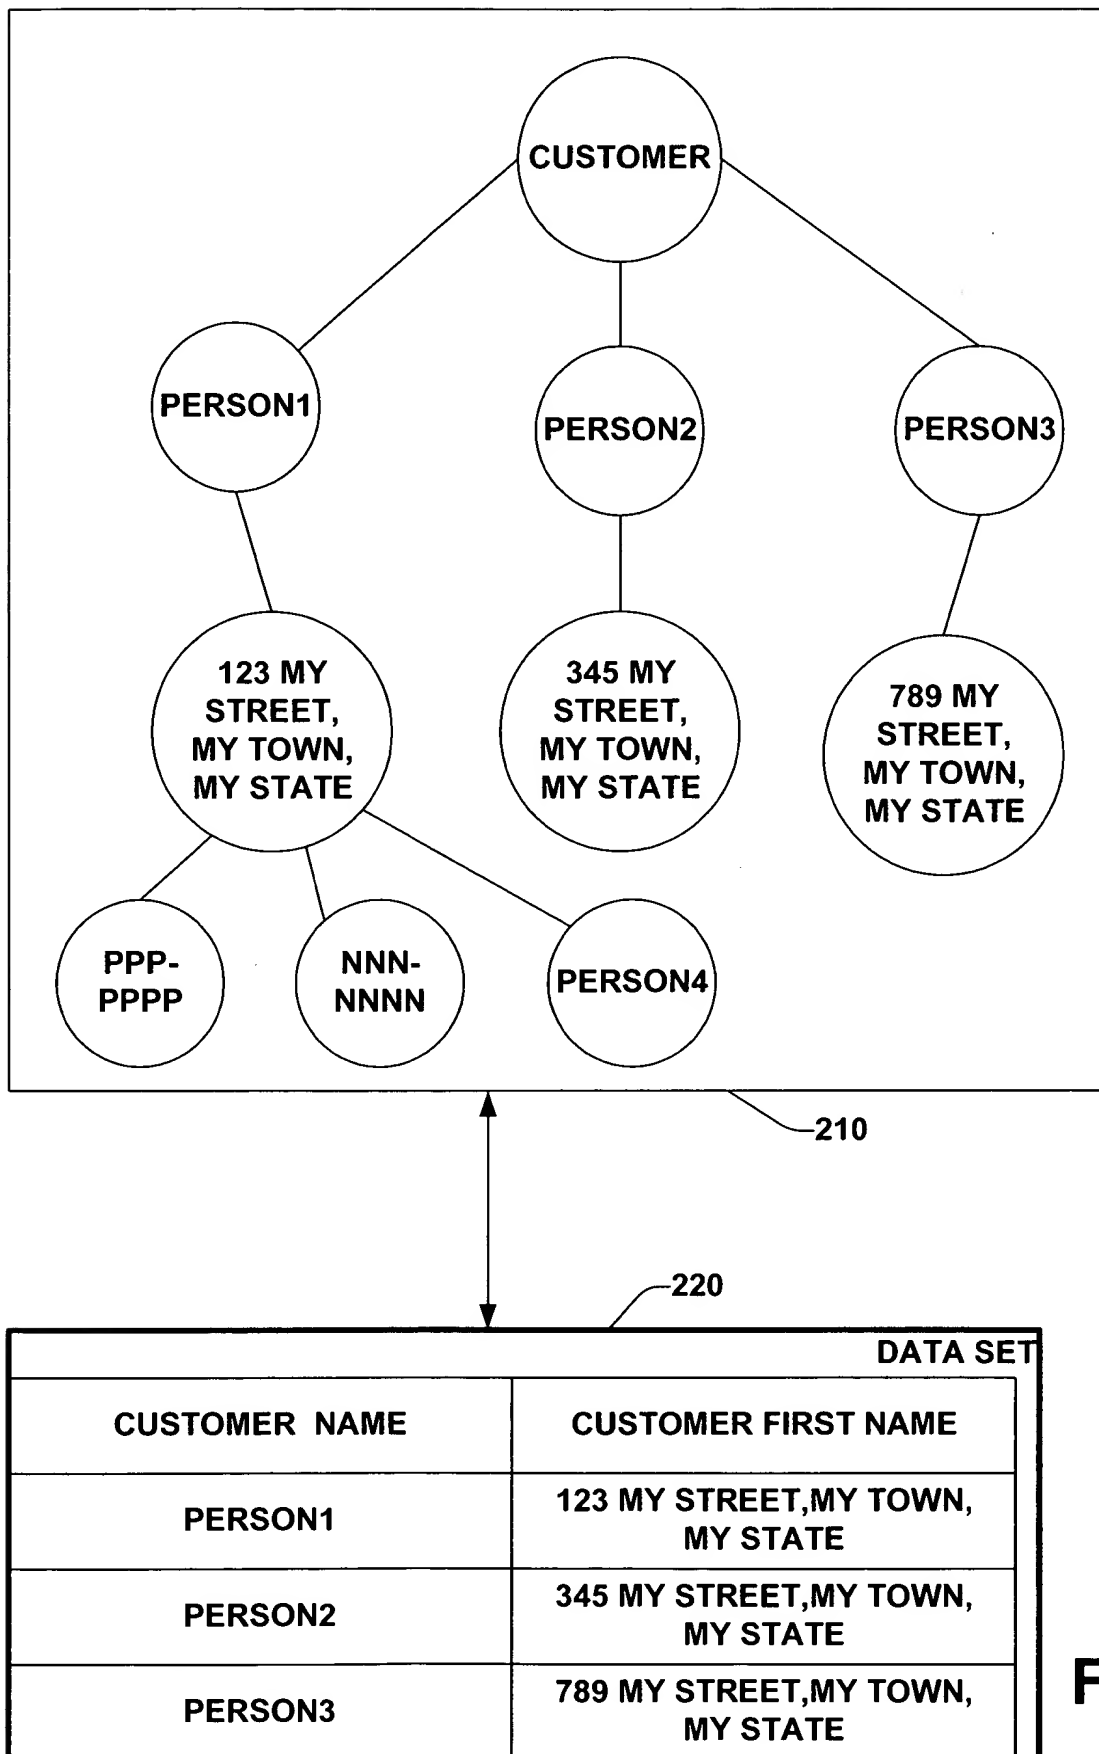 CUSTOMER
PERSON1
PERSON2
PERSON3
123 MY
STREET,
MY TOWN,
MY STATE
345 MY
STREET,
MY TOWN,
MY STATE
789 MY
STREET,
MY TOWN,
MY STATE
PPP-
PPPP
NNN-
NNNN
PERSON4
210
220
DATA SET
CUSTOMER NAME
CUSTOMER FIRST NAME
PERSON1
123 MY STREET,MY TOWN,
MY STATE
PERSON2
345 MY STREET,MY TOWN,
MY STATE
PERSON3
789 MY STREET,MY TOWN,
MY STATE